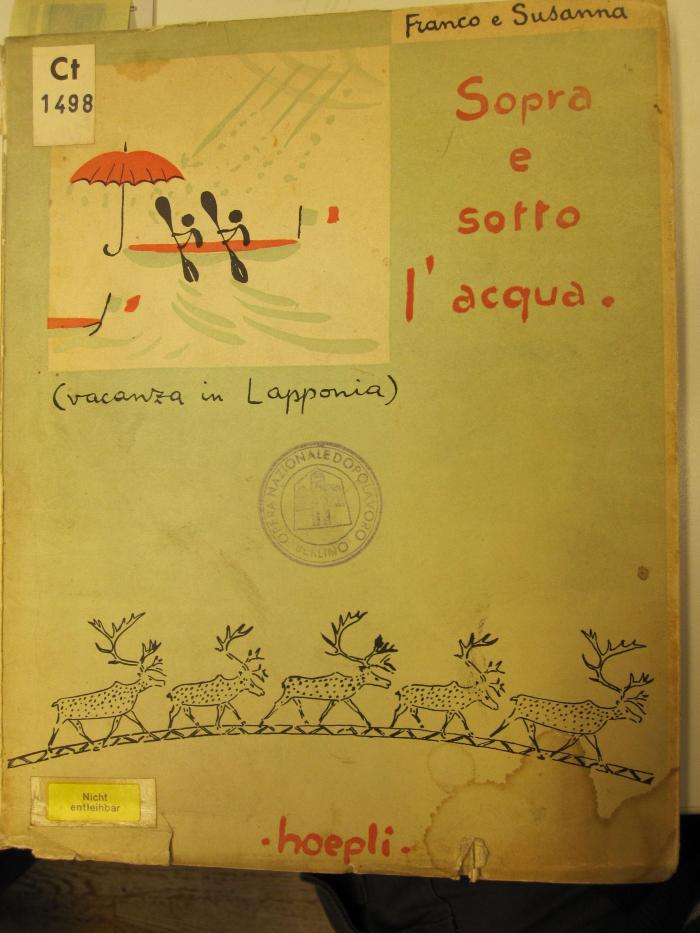 Franco e Susanna
Ct
1498
Sopra
e
sotto
l'acqua.
(vacanza in Lapponia)
OPERA NAZIONALE DOPOLAVORO
BERLINO
Nicht
entleihbar
·hoepli·